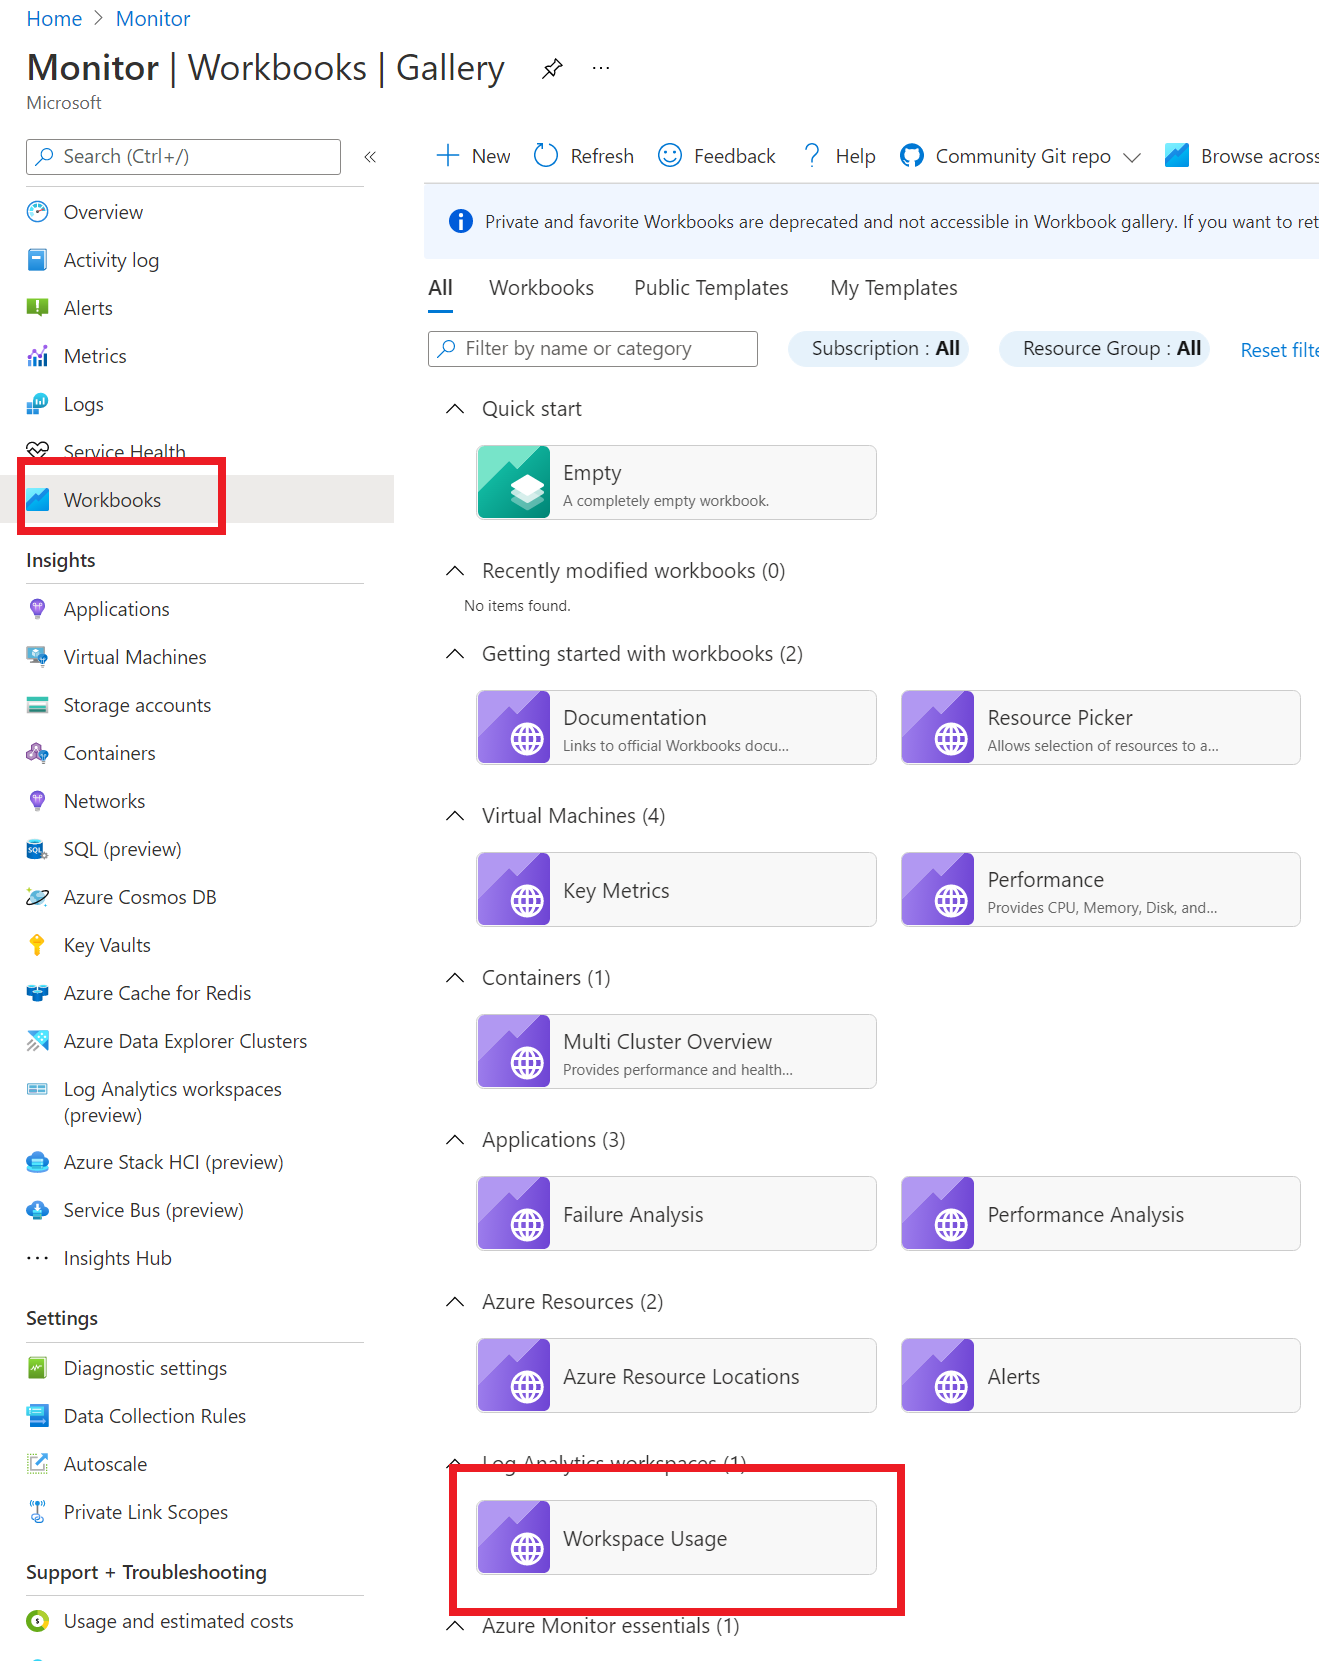 Home > Monitor
Monitor | Workbooks | Gallery ...
Microsoft
Search (Ctrl+/) «
Overview
Activity log
Alerts
Metrics
Logs
Service Health
Workbooks
Insights
Applications
Virtual Machines
Storage accounts
Containers
Networks
SQL (preview)
Azure Cosmos DB
Key Vaults
Azure Cache for Redis
Azure Data Explorer Clusters
Log Analytics workspaces
(preview)
Azure Stack HCI (preview)
Service Bus (preview)
Insights Hub
Settings
Diagnostic settings
Data Collection Rules
Autoscale
Private Link Scopes
Support + Troubleshooting
Usage and estimated costs
New Refresh Feedback Help Community Git repo Browse across
Private and favorite Workbooks are deprecated and not accessible in Workbook gallery. If you want to ret
All Workbooks Public Templates My Templates
Filter by name or category Subscription : All Resource Group : All Reset filte
Quick start
Empty
A completely empty workbook.
Recently modified workbooks (0)
No items found.
Getting started with workbooks (2)
Documentation
Links to official Workbooks docu...
Resource Picker
Allows selection of resources to a...
Virtual Machines (4)
Key Metrics
Performance
Provides CPU, Memory, Disk, and...
Containers (1)
Multi Cluster Overview
Provides performance and health...
Applications (3)
Failure Analysis
Performance Analysis
Azure Resources (2)
Azure Resource Locations
Alerts
Log Analytics workspaces (1)
Workspace Usage
Azure Monitor essentials (1)